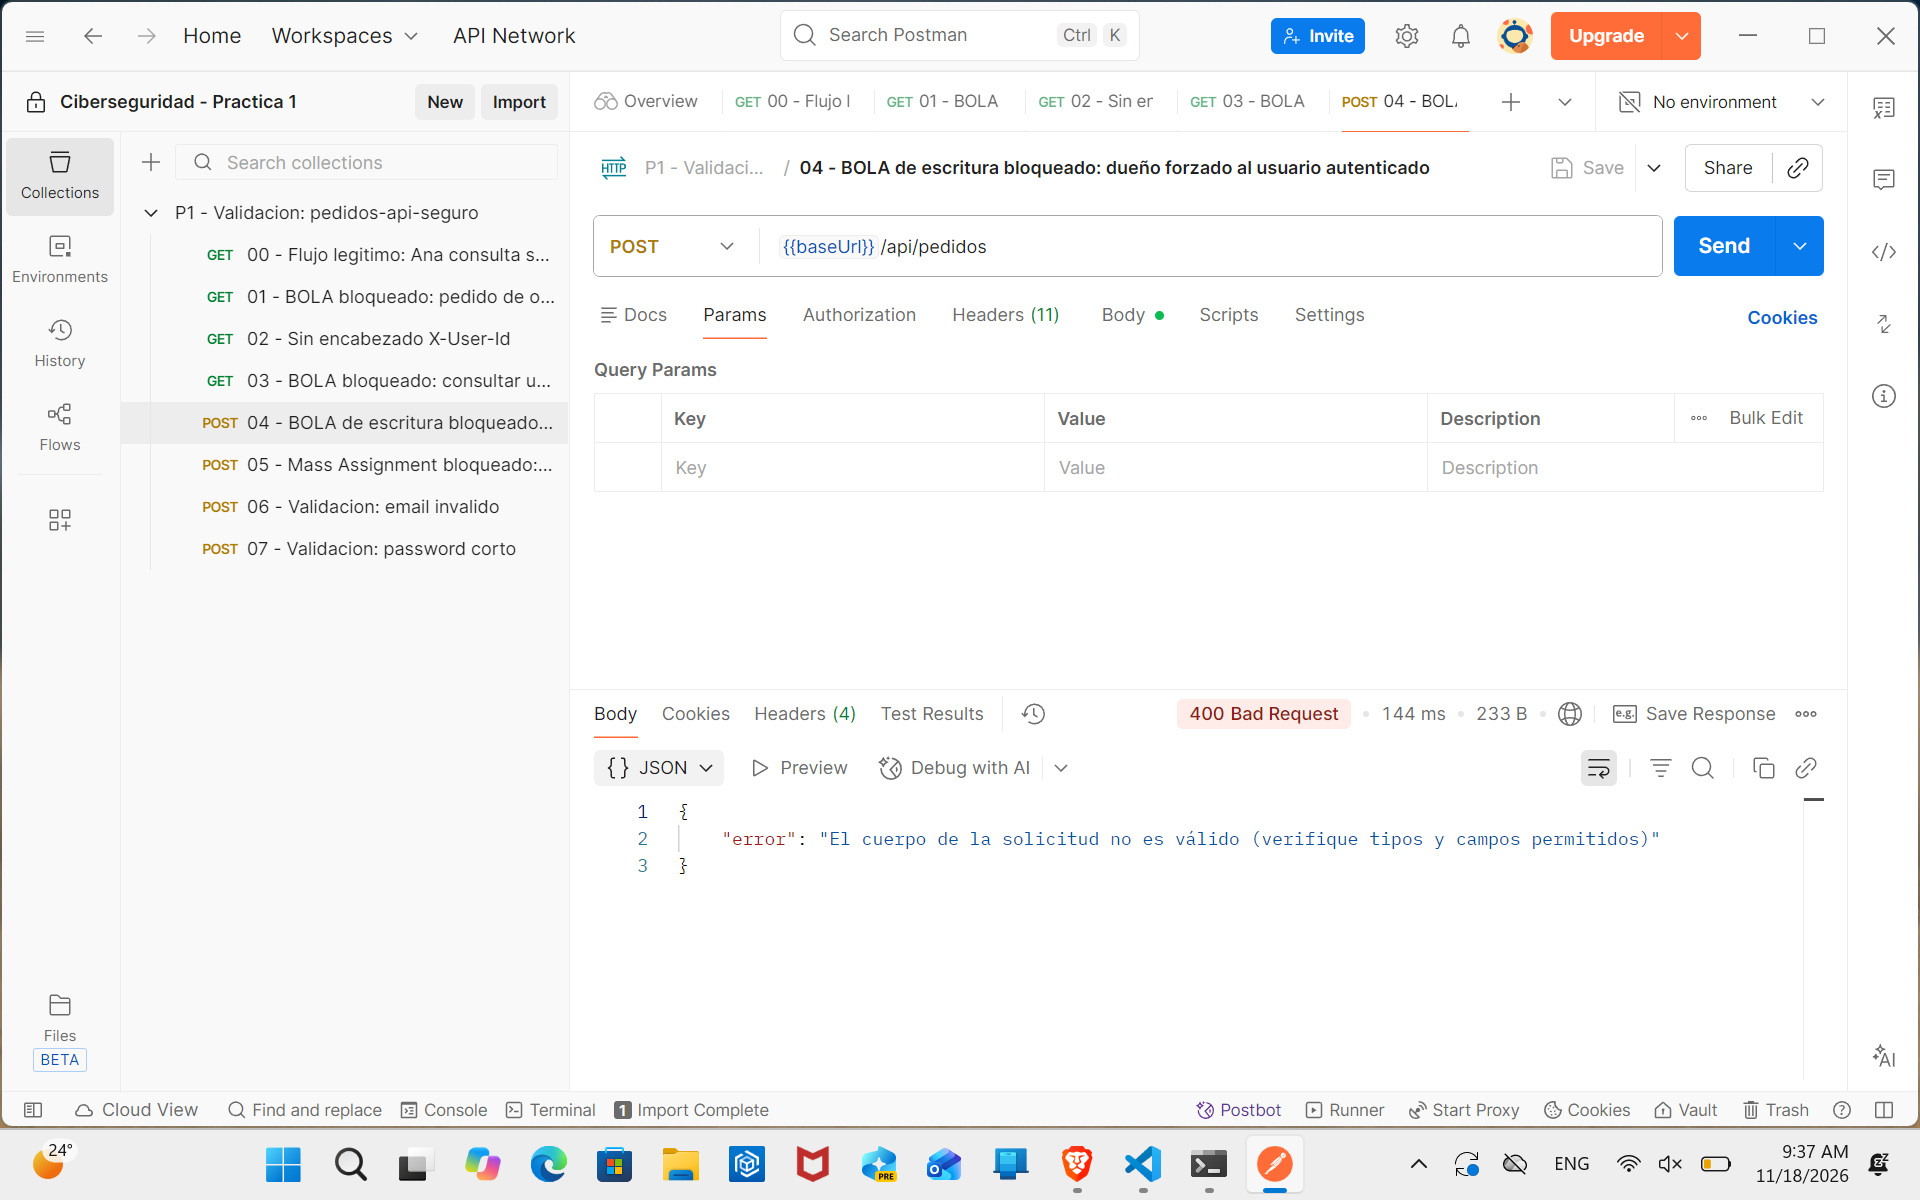 Home Workspaces API Network Search Postman Ctrl K Invite Upgrade
Ciberseguridad - Practica 1 New Import
Overview GET 00 - Flujo GET 01 - BOLA GET 02 - Sin er GET 03 - BOLA POST 04 - BOL No environment
Collections
Environments
History
Flows
Files
BETA
Search collections
P1 - Validacion: pedidos-api-seguro
GET 00 - Flujo legitimo: Ana consulta s...
GET 01 - BOLA bloqueado: pedido de o...
GET 02 - Sin encabezado X-User-Id
GET 03 - BOLA bloqueado: consultar u...
POST 04 - BOLA de escritura bloqueado...
POST 05 - Mass Assignment bloqueado:...
POST 06 - Validacion: email invalido
POST 07 - Validacion: password corto
HTTP P1 - Validaci... / 04 - BOLA de escritura bloqueado: dueño forzado al usuario autenticado Save Share
POST {{baseUrl}} /api/pedidos Send
Docs Params Authorization Headers (11) Body Scripts Settings Cookies
Query Params
Key Value Description Bulk Edit
Key Value Description
Body Cookies Headers (4) Test Results 400 Bad Request 144 ms 233 B e.g. Save Response
{} JSON Preview Debug with AI
1 {
2 "error": "El cuerpo de la solicitud no es válido (verifique tipos y campos permitidos)"
3 }
AI
Cloud View Find and replace Console Terminal 1 Import Complete Postbot Runner Start Proxy Cookies Vault Trash
24° PRE ENG 9:37 AM
11/18/2026